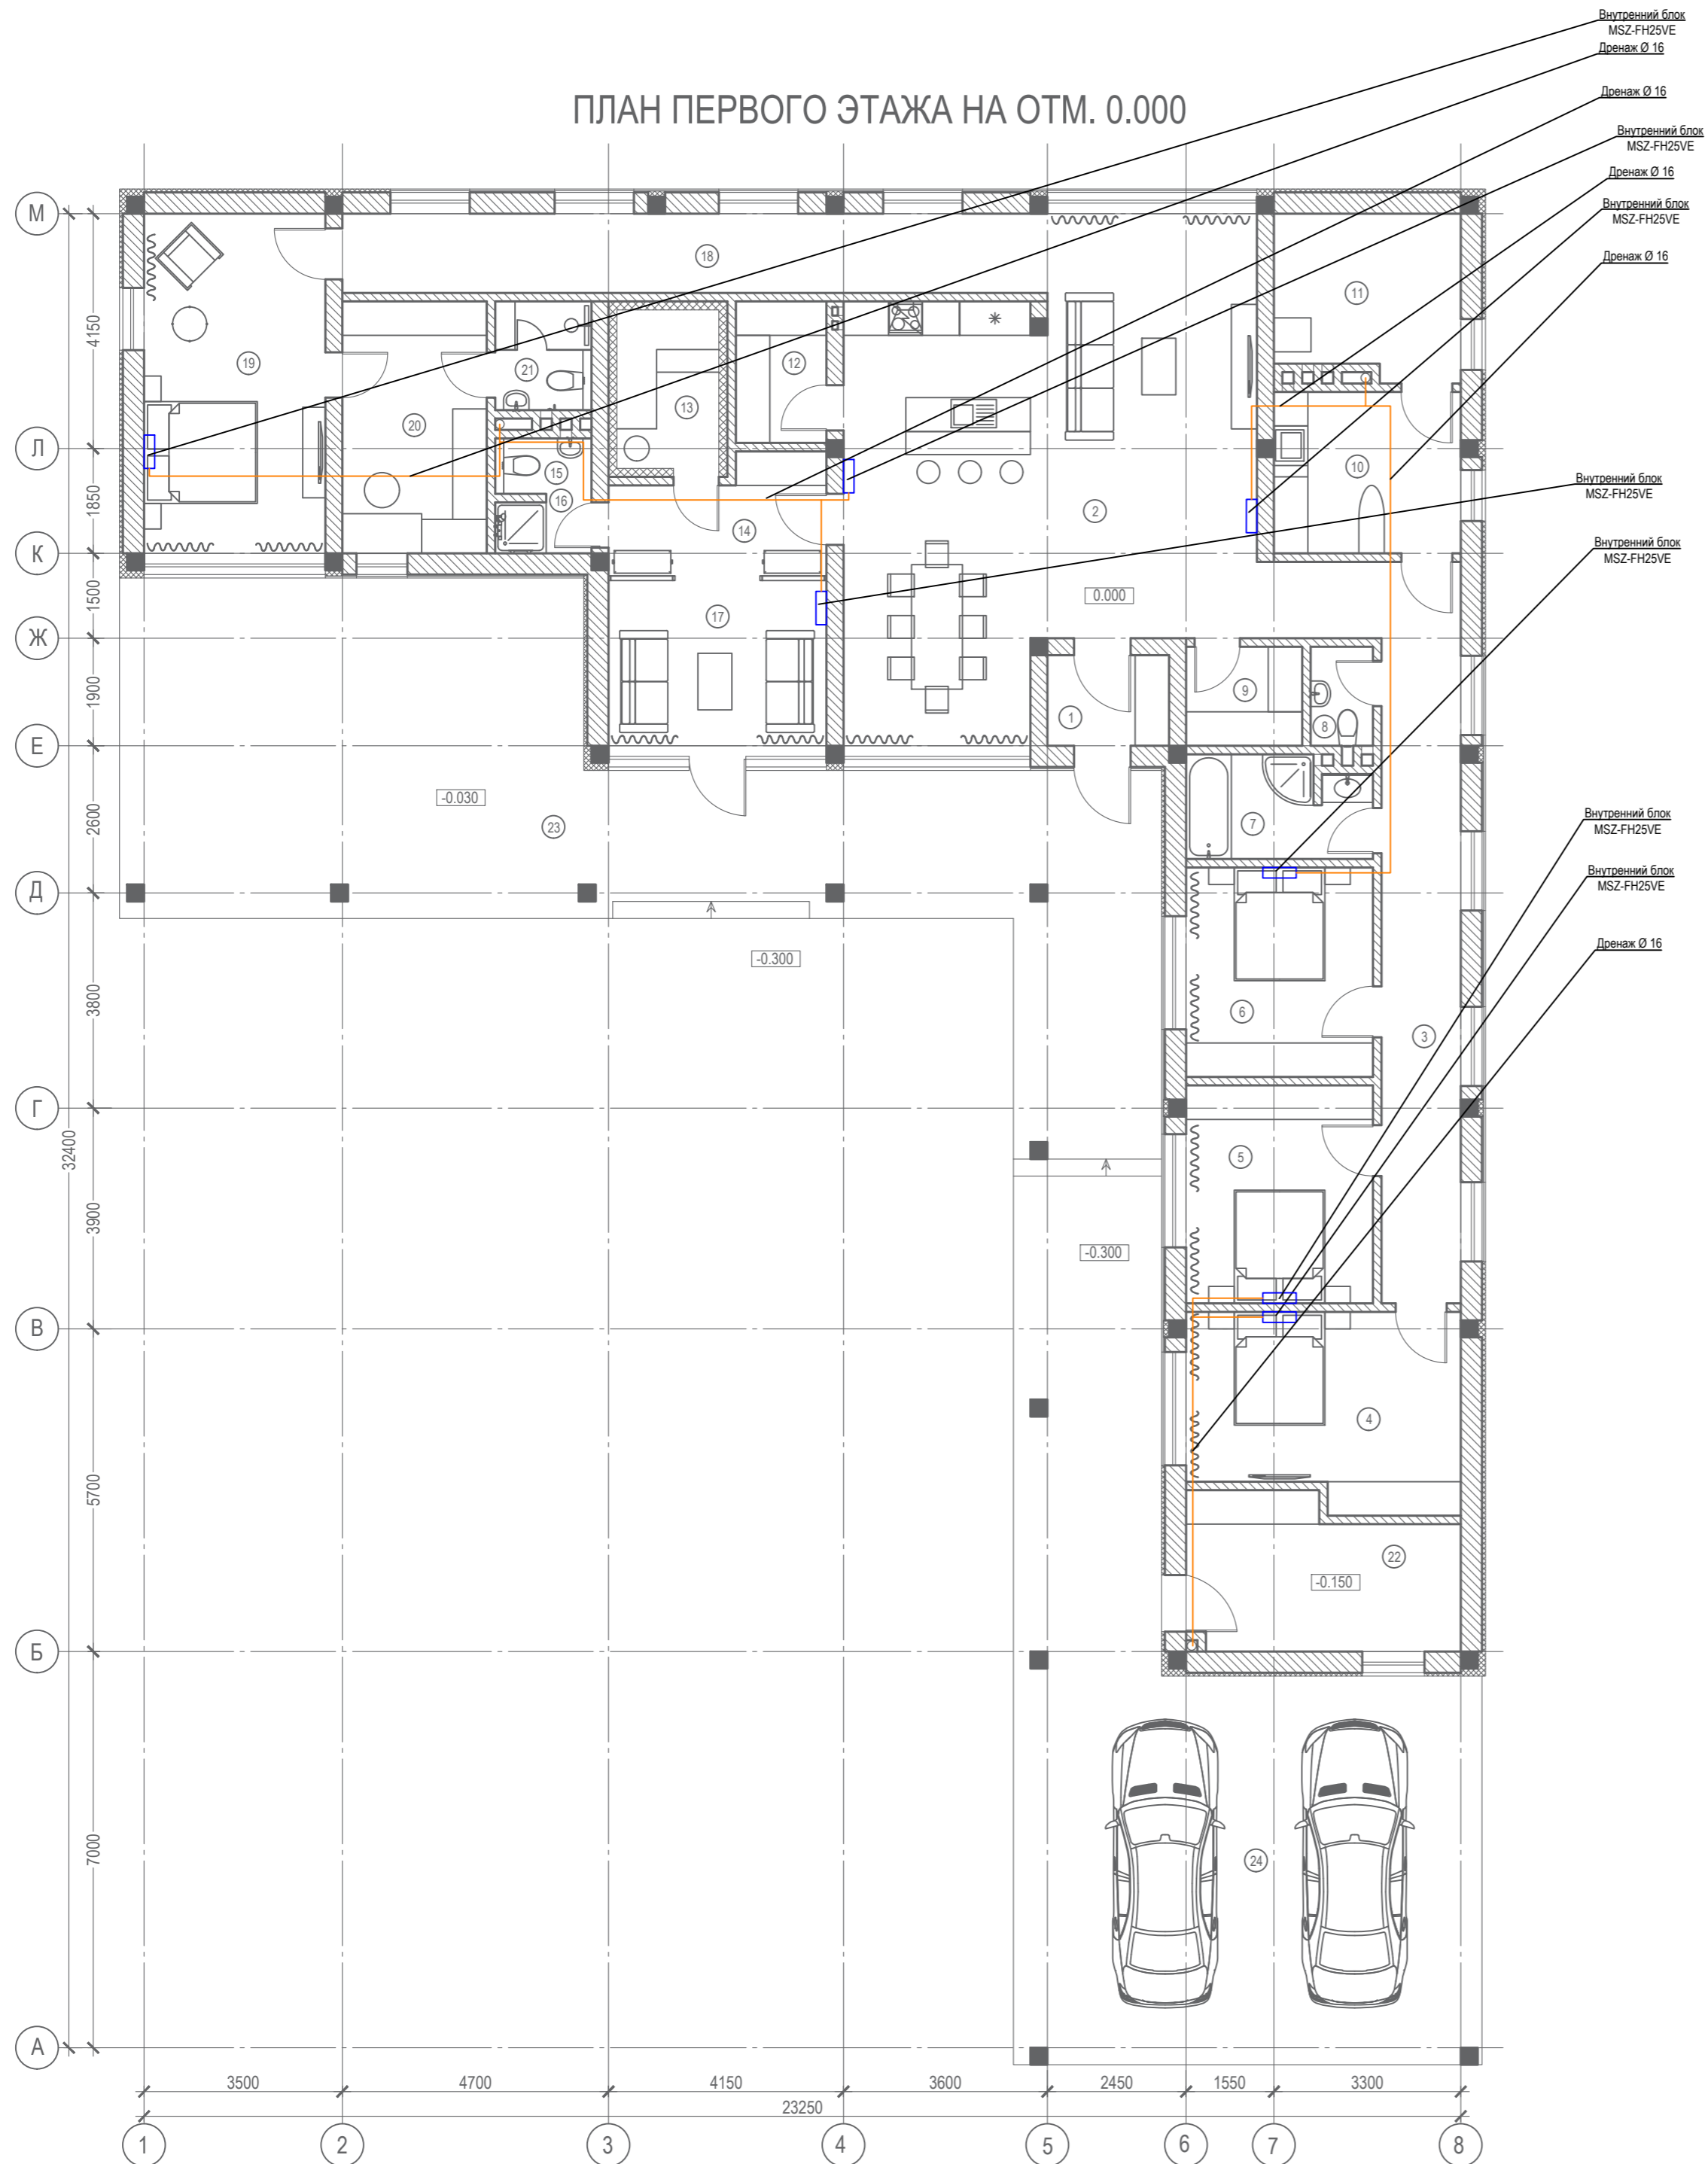 Внутренний блок
MSZ-FH25VE
Дренаж Ø 16
ПЛАН ПЕРВОГО ЭТАЖА НА ОТМ. 0.000
Дренаж Ø 16
Внутренний блок
MSZ-FH25VE
Дренаж Ø 16
Внутренний блок
MSZ-FH25VE
Дренаж Ø 16
М
18
11
4150
19
21
12
13
20
10
Л
15
16
1850
2
14
Внутренний блок
MSZ-FH25VE
К
Внутренний блок
MSZ-FH25VE
1500
0.000
17
Ж
1900
9
1
8
Е
-0.030
23
2600
7
Внутренний блок
MSZ-FH25VE
Д
Внутренний блок
MSZ-FH25VE
Дренаж Ø 16
-0.300
3800
6
3
Г
32400
5
3900
-0.300
В
4
5700
22
-0.150
Б
7000
24
А
3500
4700
4150
3600
2450
1550
3300
23250
1
2
3
4
5
6
7
8